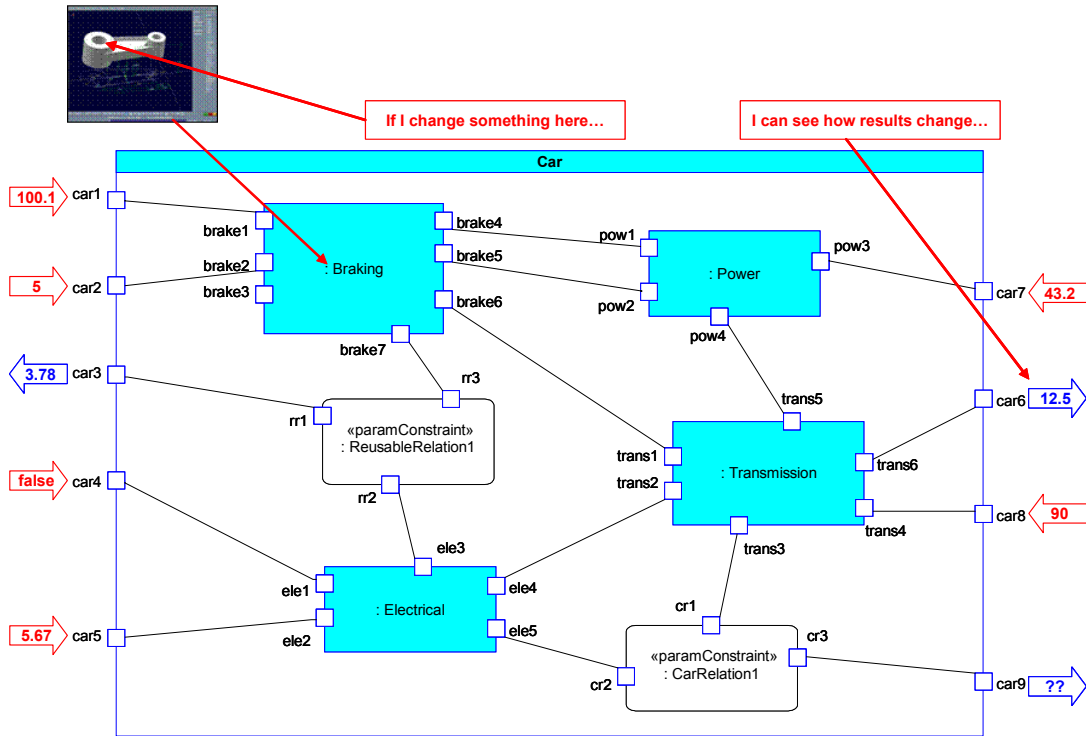 If I change something here…
I can see how results change…
Car
100.1
car1
brake1
brake4
pow1
pow3
brake2
: Braking
brake5
: Power
5
car2
brake3
brake6
pow2
car7
43.2
brake7
pow4
3.78
car3
rr3
trans5
car6
12.5
rr1
«paramConstraint»
: ReusableRelation1
trans1
trans6
false
car4
rr2
trans2
: Transmission
car8
90
trans4
trans3
ele3
ele1
ele4
cr1
: Electrical
5.67
car5
ele2
ele5
cr3
«paramConstraint»
: CarRelation1
cr2
car9
??